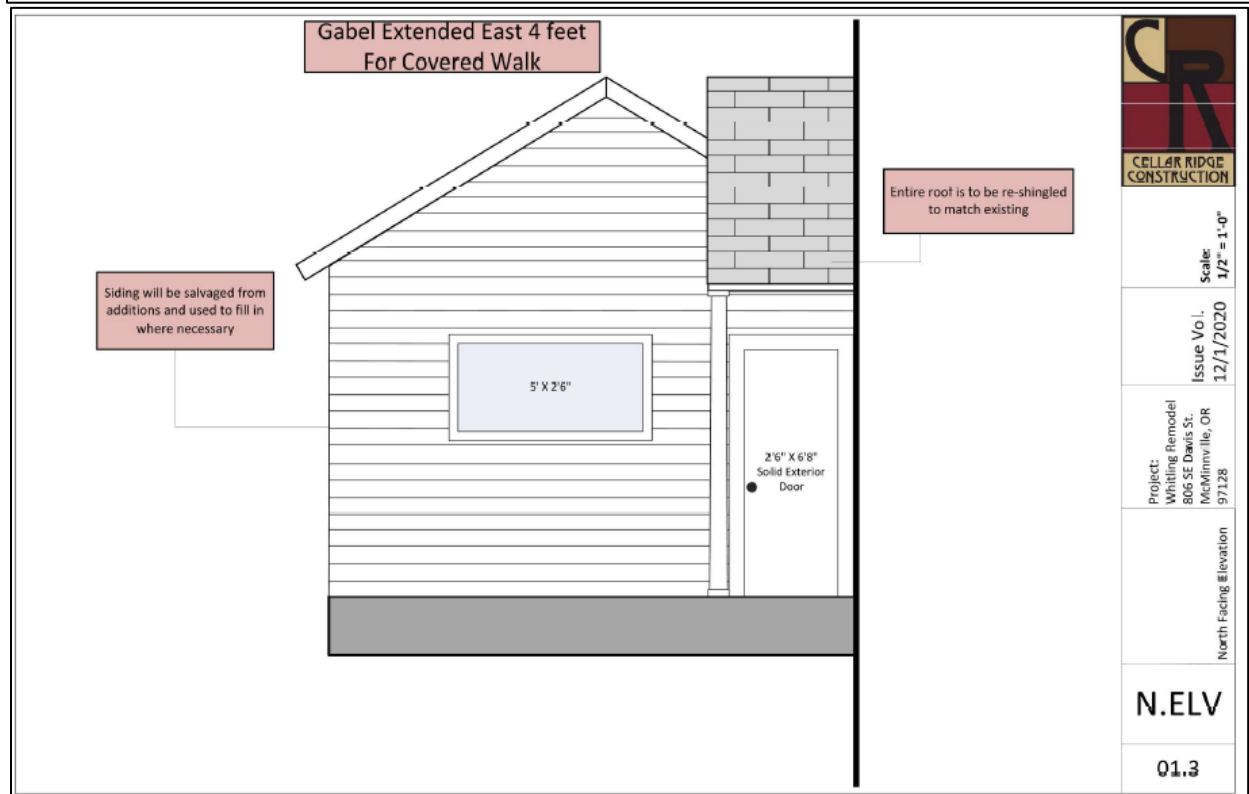 Gabel Extended East 4 feet
For Covered Walk
Entire roof is to be re-shingled
to match existing
Siding will be salvaged from
additions and used to fill in
where necessary
5' X 2'6"
2'6" X 6'8"
Solid Exterior
Door
CR
CELLAR RIDGE
CONSTRUCTION
Scale:
1/2" = 1'-0"
Issue Vol.
12/1/2020
Project:
Whitling Remodel
806 SE Davis St.
McMinnville, OR
97128
North Facing Elevation
N.ELV
01.3